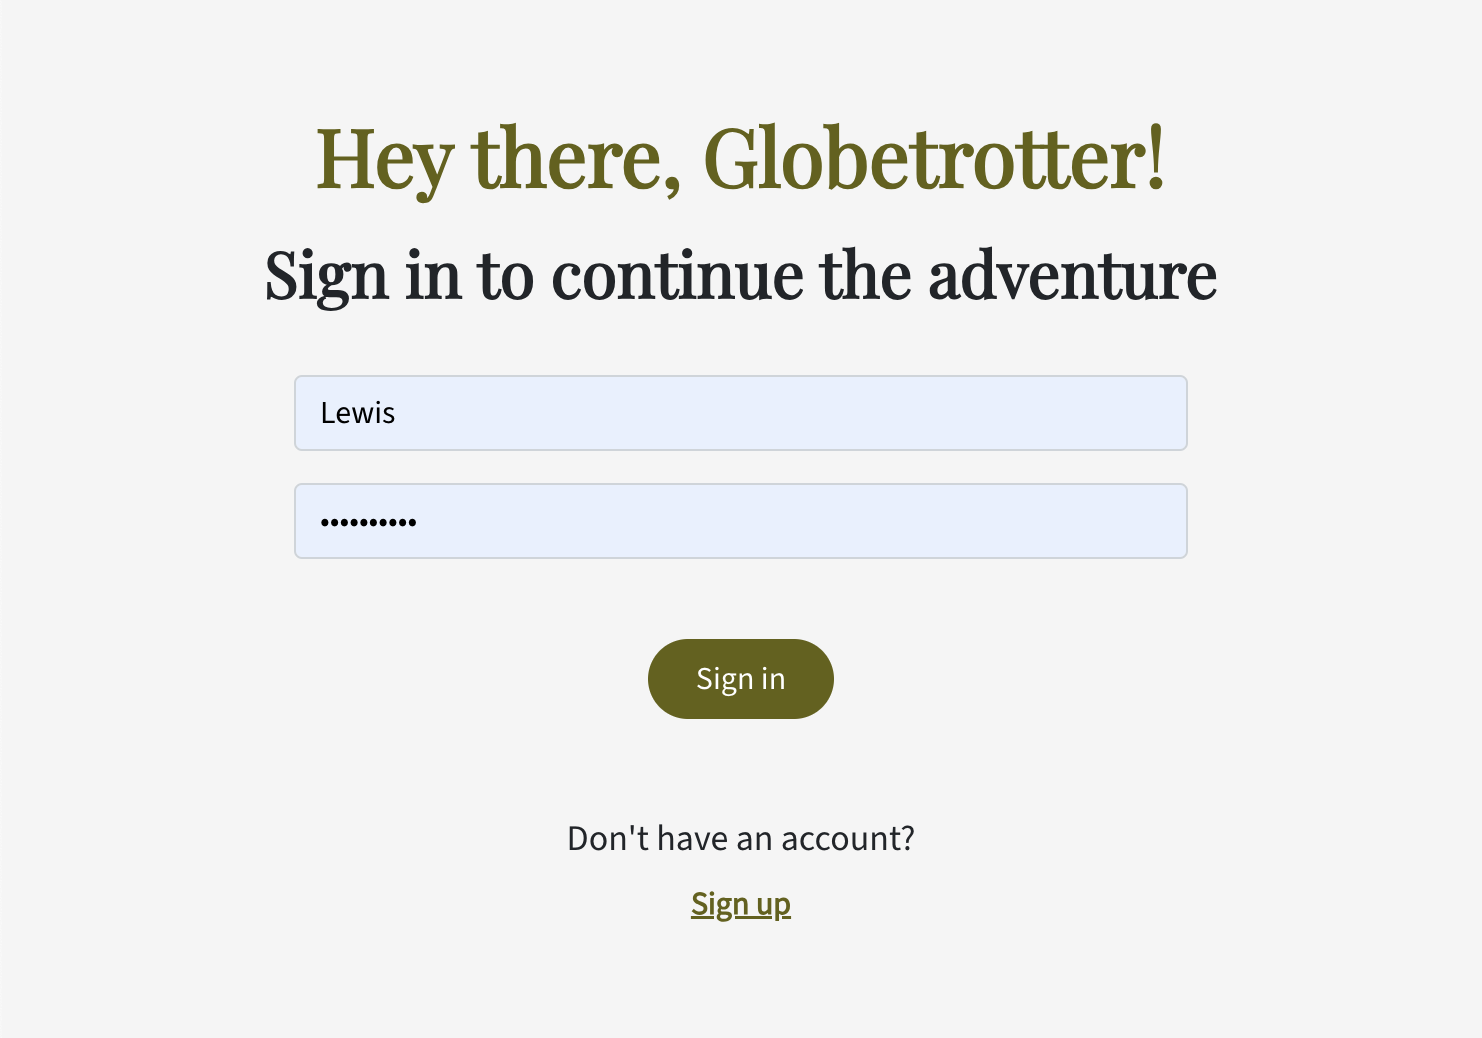 Hey there, Globetrotter!
Sign in to continue the adventure
Lewis
••••••••••
Sign in
Don't have an account?
Sign up